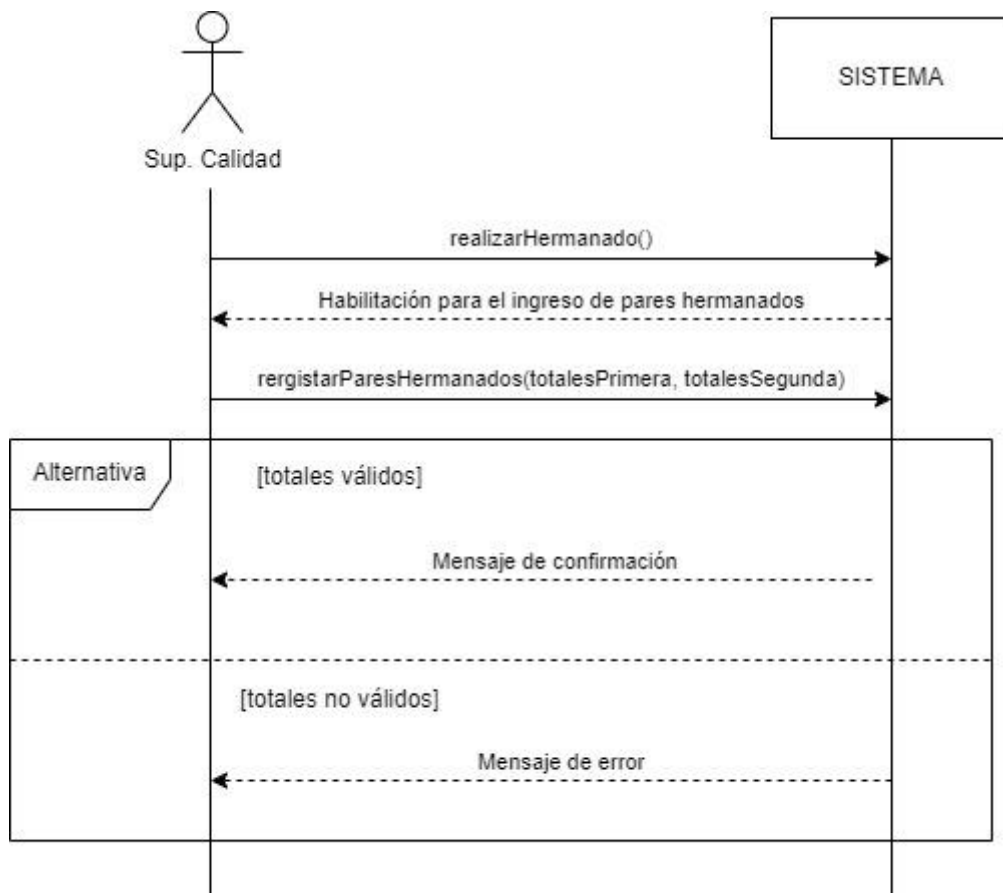 SISTEMA
Sup. Calidad
realizarHermanado()
Habilitación para el ingreso de pares hermanados
rergistarParesHermanados(totalesPrimera, totalesSegunda)
Alternativa
[totales válidos]
Mensaje de confirmación
[totales no válidos]
Mensaje de error